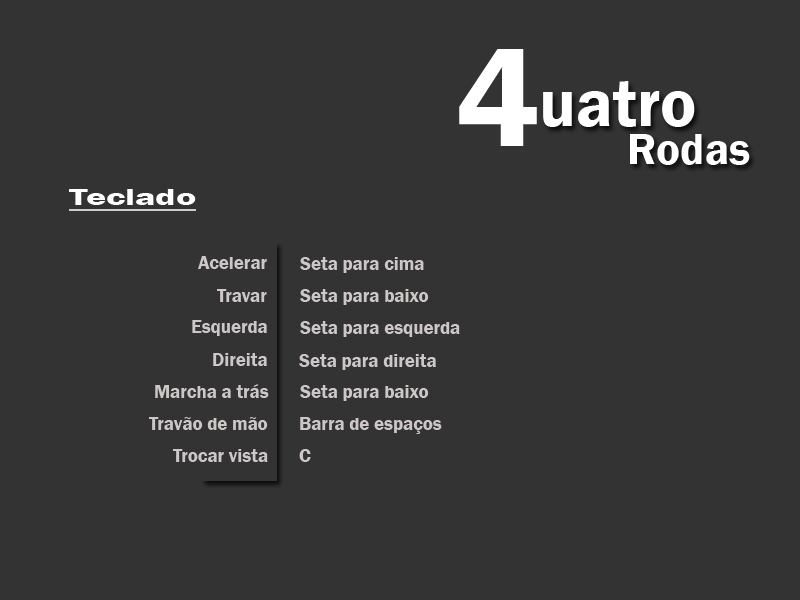 4uatro
Rodas
Teclado
Acelerar Seta para cima
Travar Seta para baixo
Esquerda Seta para esquerda
Direita Seta para direita
Marcha a trás Seta para baixo
Travão de mão Barra de espaços
Trocar vista C